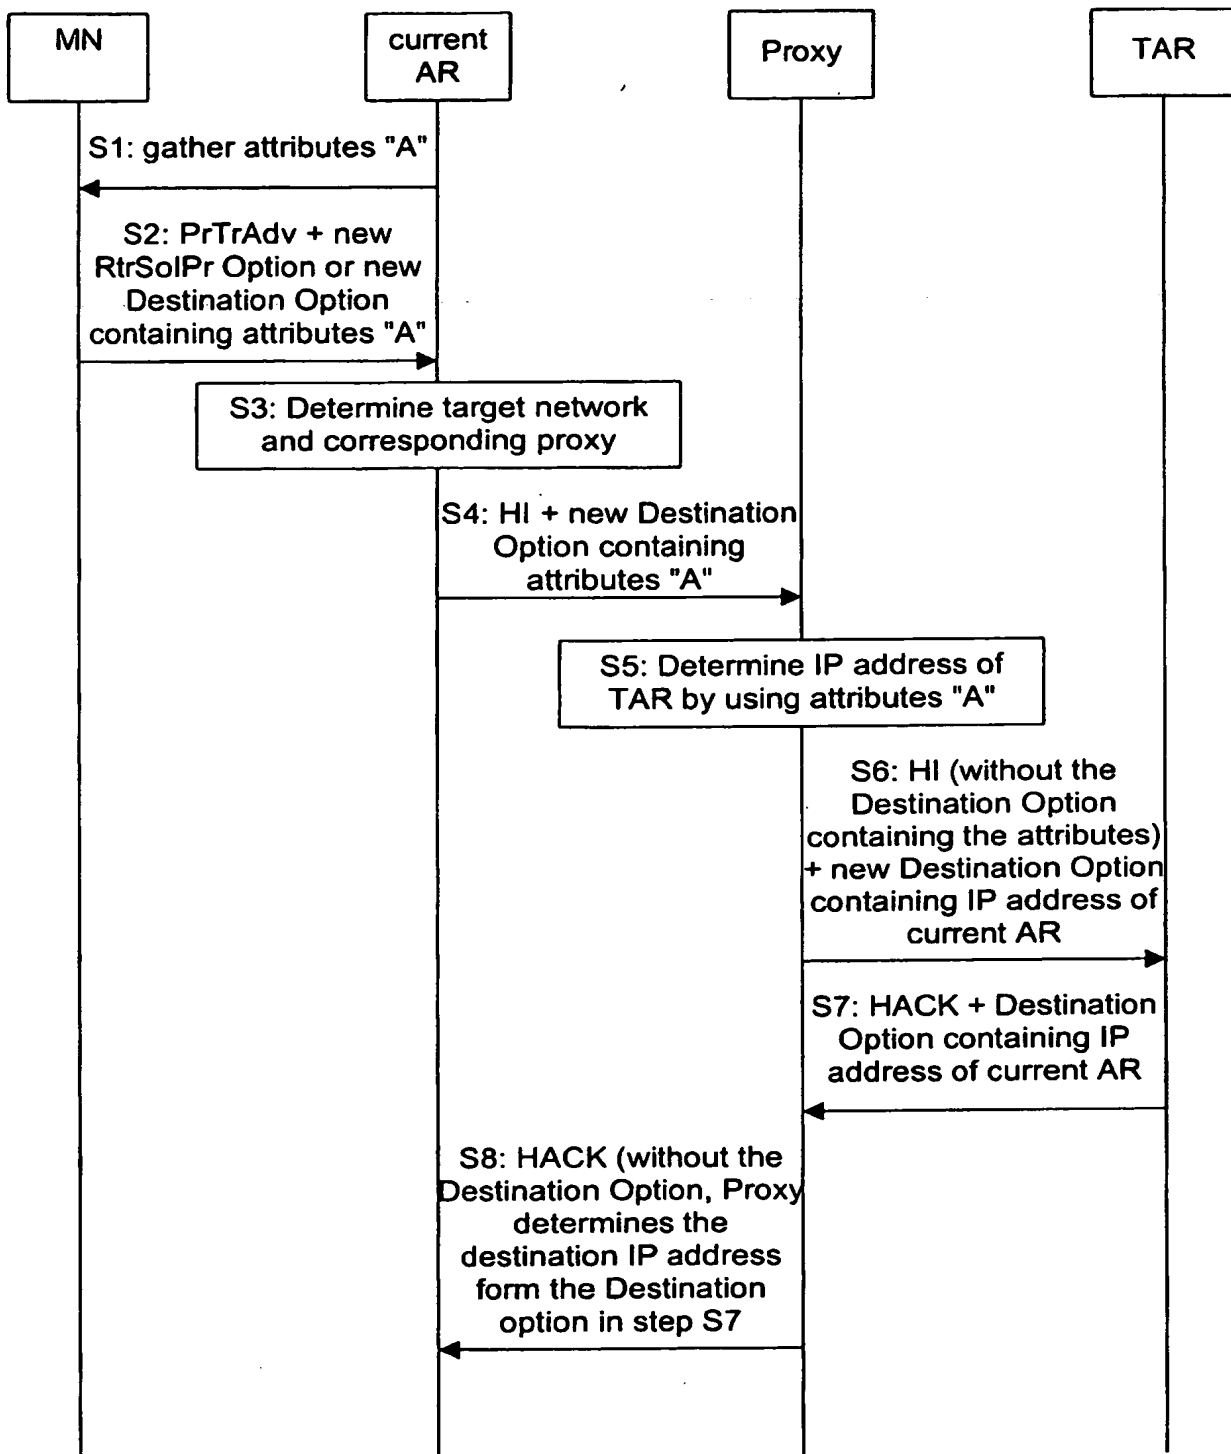 MN
current
AR
Proxy
TAR
S1: gather attributes "A"
S2: PrTrAdv + new
RtrSolPr Option or new
Destination Option
containing attributes "A"
S3: Determine target network
and corresponding proxy
S4: HI + new Destination
Option containing
attributes "A"
S5: Determine IP address of
TAR by using attributes "A"
S6: HI (without the
Destination Option
containing the attributes)
+ new Destination Option
containing IP address of
current AR
S7: HACK + Destination
Option containing IP
address of current AR
S8: HACK (without the
Destination Option, Proxy
determines the
destination IP address
form the Destination
option in step S7